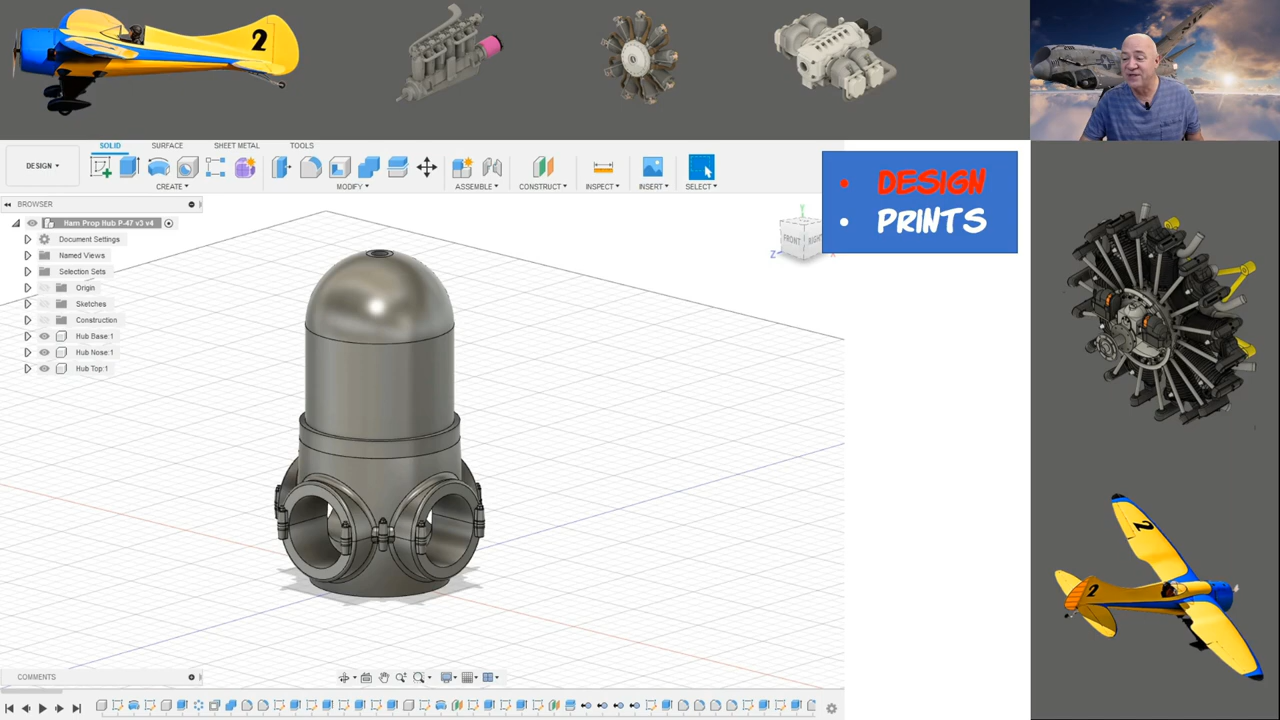 2
SOLID SURFACE SHEET METAL TOOLS
DESIGN
CREATE MODIFY ASSEMBLE CONSTRUCT INSPECT INSERT SELECT
• DESIGN
• PRINTS
BROWSER
Ham Prop Hub P-47 v3 v4
Document Settings
Named Views
Selection Sets
Origin
Sketches
Construction
Hub Base:1
Hub Nose:1
Hub Top:1
Y
FRONT RIGHT
Z
2
2
COMMENTS